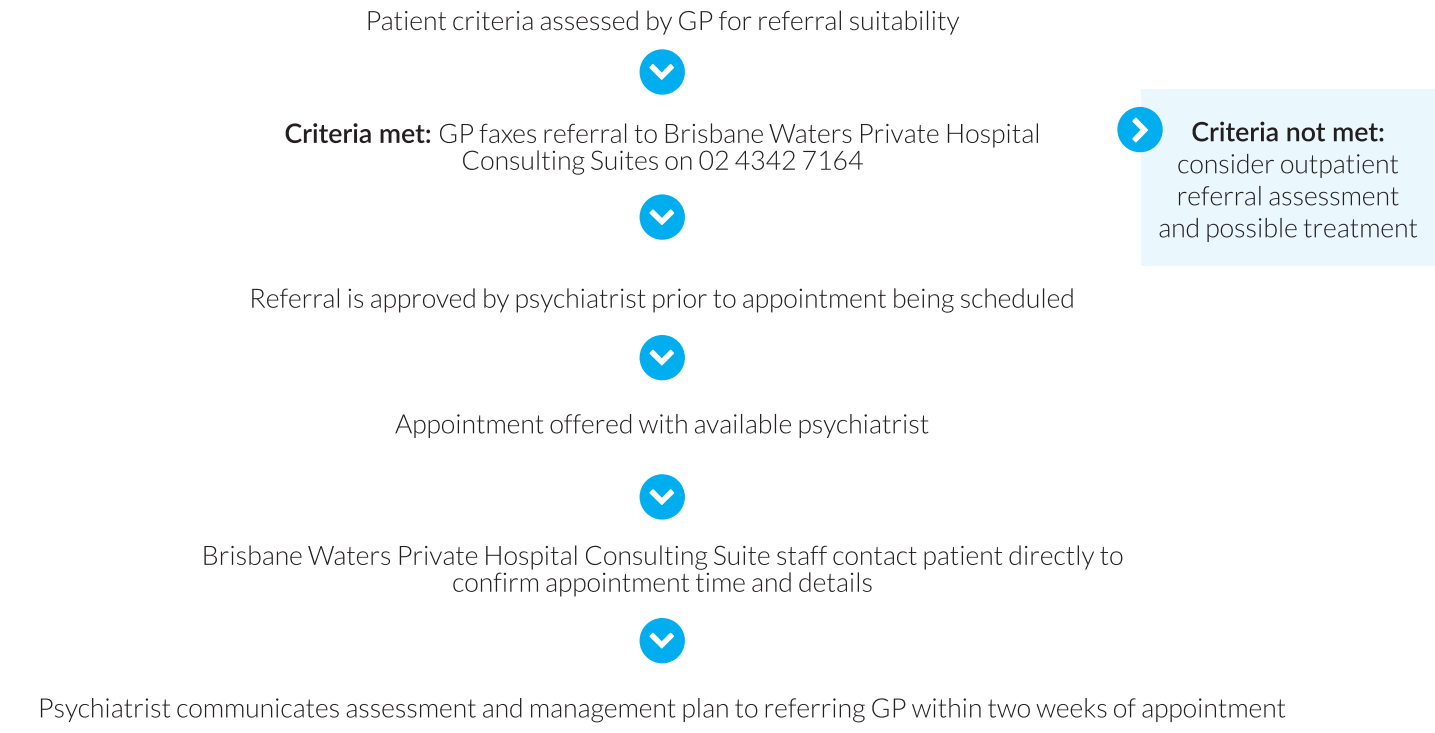 Patient criteria assessed by GP for referral suitability
Criteria met: GP faxes referral to Brisbane Waters Private Hospital
Consulting Suites on 02 4342 7164
Criteria not met:
consider outpatient
referral assessment
and possible treatment
Referral is approved by psychiatrist prior to appointment being scheduled
Appointment offered with available psychiatrist
Brisbane Waters Private Hospital Consulting Suite staff contact patient directly to
confirm appointment time and details
Psychiatrist communicates assessment and management plan to referring GP within two weeks of appointment